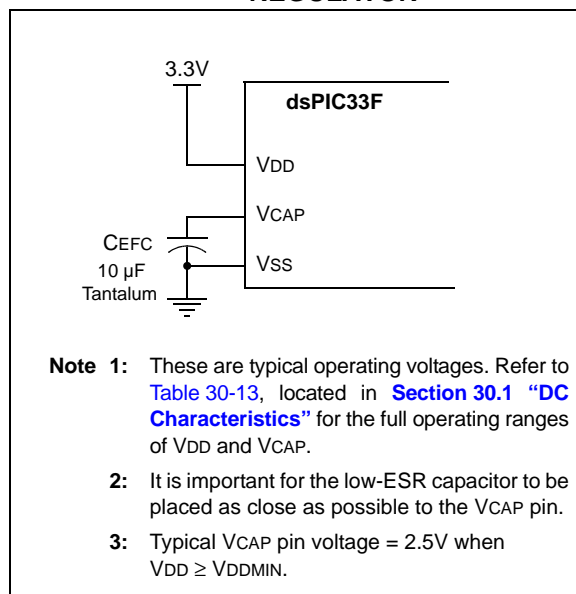 3.3V
dsPIC33F
VDD
VCAP
CEFC
VSS
10 µF
Tantalum
Note 1: These are typical operating voltages. Refer to
Table 30-13, located in Section 30.1 “DC
Characteristics” for the full operating ranges
of VDD and VCAP.
2: It is important for the low-ESR capacitor to be
placed as close as possible to the VCAP pin.
3: Typical VCAP pin voltage = 2.5V when
VDD ≥ VDDMIN.